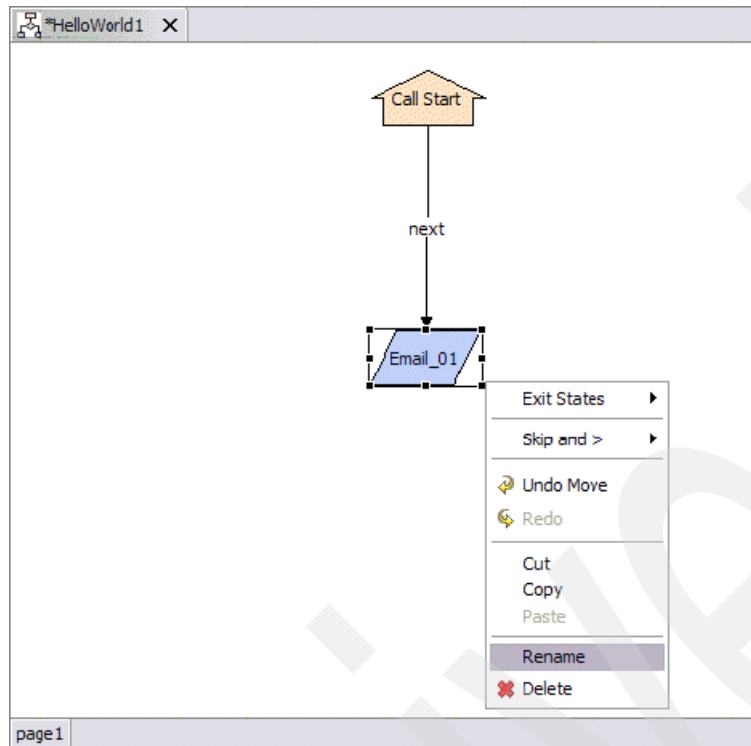 *HelloWorld1 X
Call Start
next
Email_01
Exit States
Skip and >
Undo Move
Redo
Cut
Copy
Paste
Rename
Delete
page1